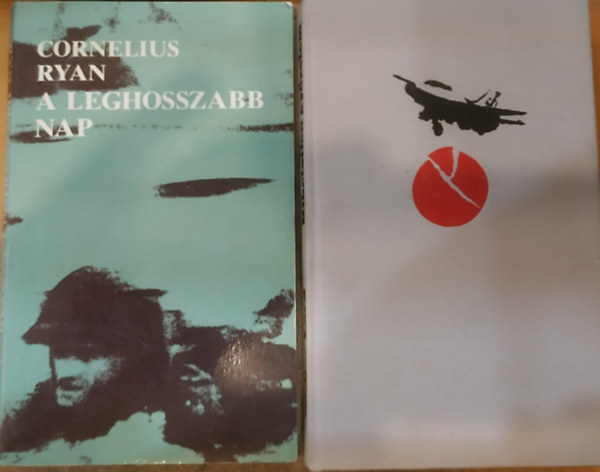 CORNELIUS
RYAN
A LEGHOSSZABB
NAP